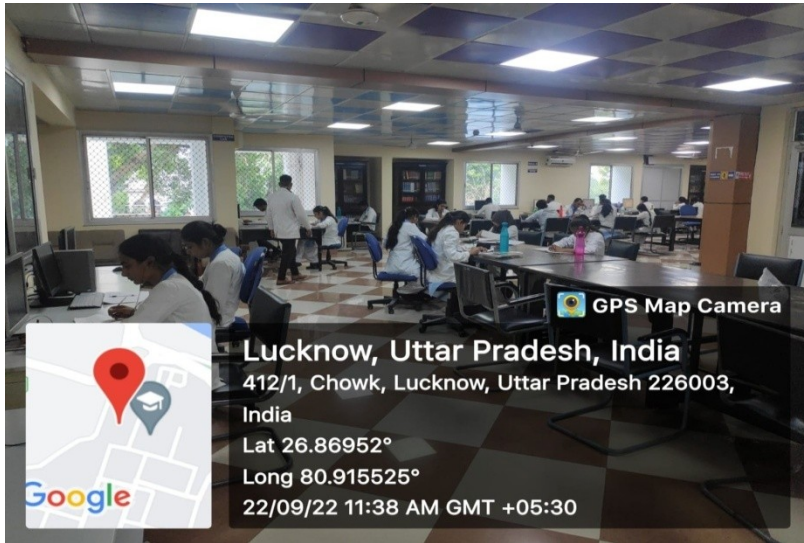 GPS Map Camera
Lucknow, Uttar Pradesh, India
412/1, Chowk, Lucknow, Uttar Pradesh 226003,
India
Lat 26.86952°
Long 80.915525°
22/09/22 11:38 AM GMT +05:30
Google